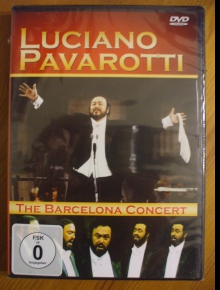 DVD
LUCIANO
PAVAROTTI
THE BARCELONA CONCERT
FSK
0